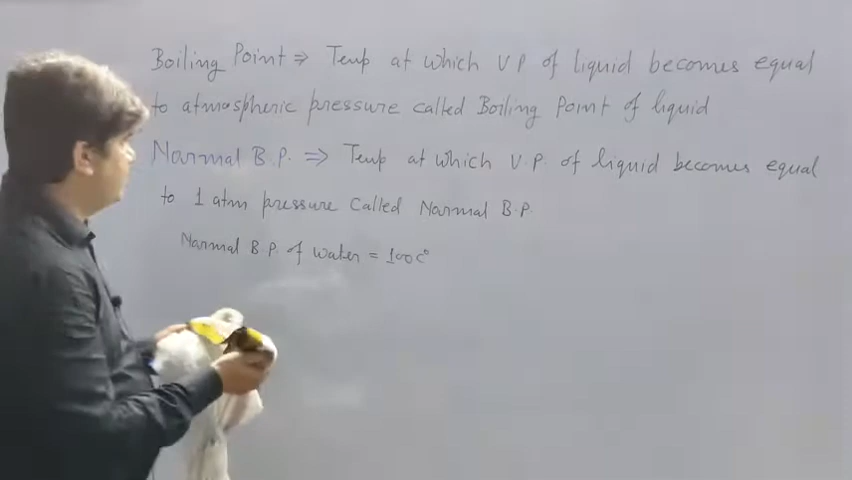 Boiling Point ⇒ Temp at which V P of liquid becomes equal
to atmospheric pressure called Boiling Point of liquid
Normal B.P. ⇒ Temp at which V.P. of liquid becomes equal
to 1 atm pressure called Normal B.P.
Normal B.P. of water = 100 C°